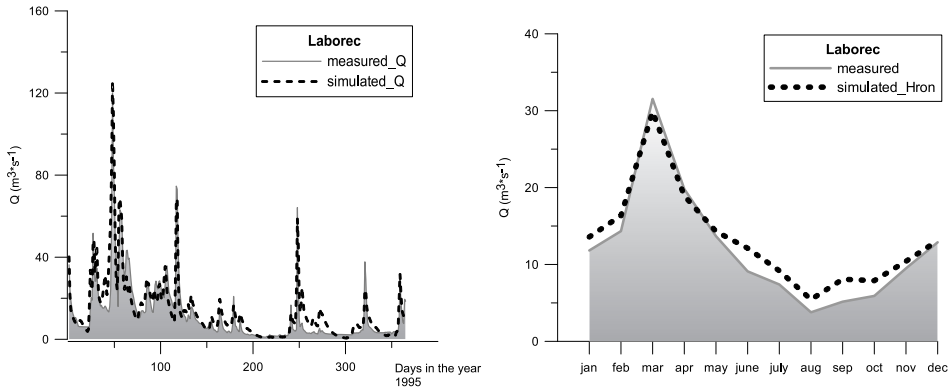 160
120
80
40
0
Q (m³*s-1)
Laborec
measured_Q
simulated_Q
100
200
300
Days in the year
1995
40
30
20
10
0
Q (m³*s-1)
Laborec
measured
simulated_Hron
jan feb mar apr may june july aug sep oct nov dec